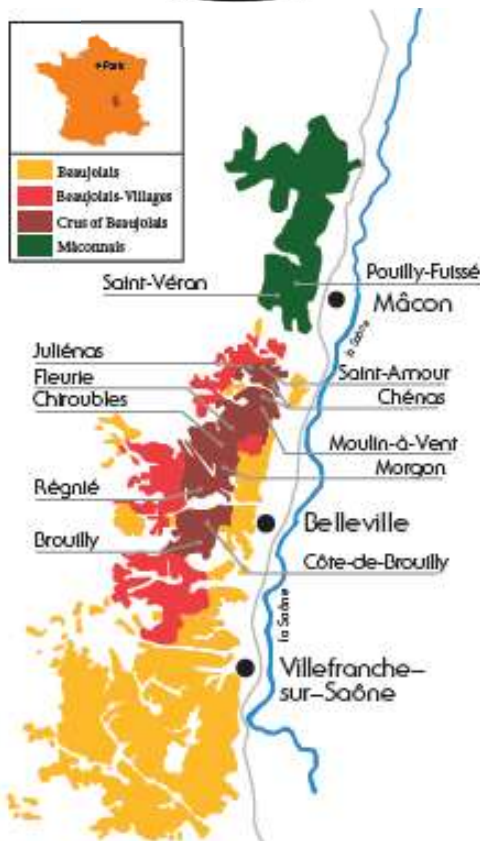 Paris
Beaujolais
Beaujolais-Villages
Crus of Beaujolais
Mâconnais
Saint-Véran
Pouilly-Fuissé
Mâcon
la Saône
Juliénas
Saint-Amour
Fleurie
Chénas
Chiroubles
Moulin-à-Vent
Morgon
Régnié
Belleville
Brouilly
Côte-de-Brouilly
la Saône
Villefranche–
sur–Saône